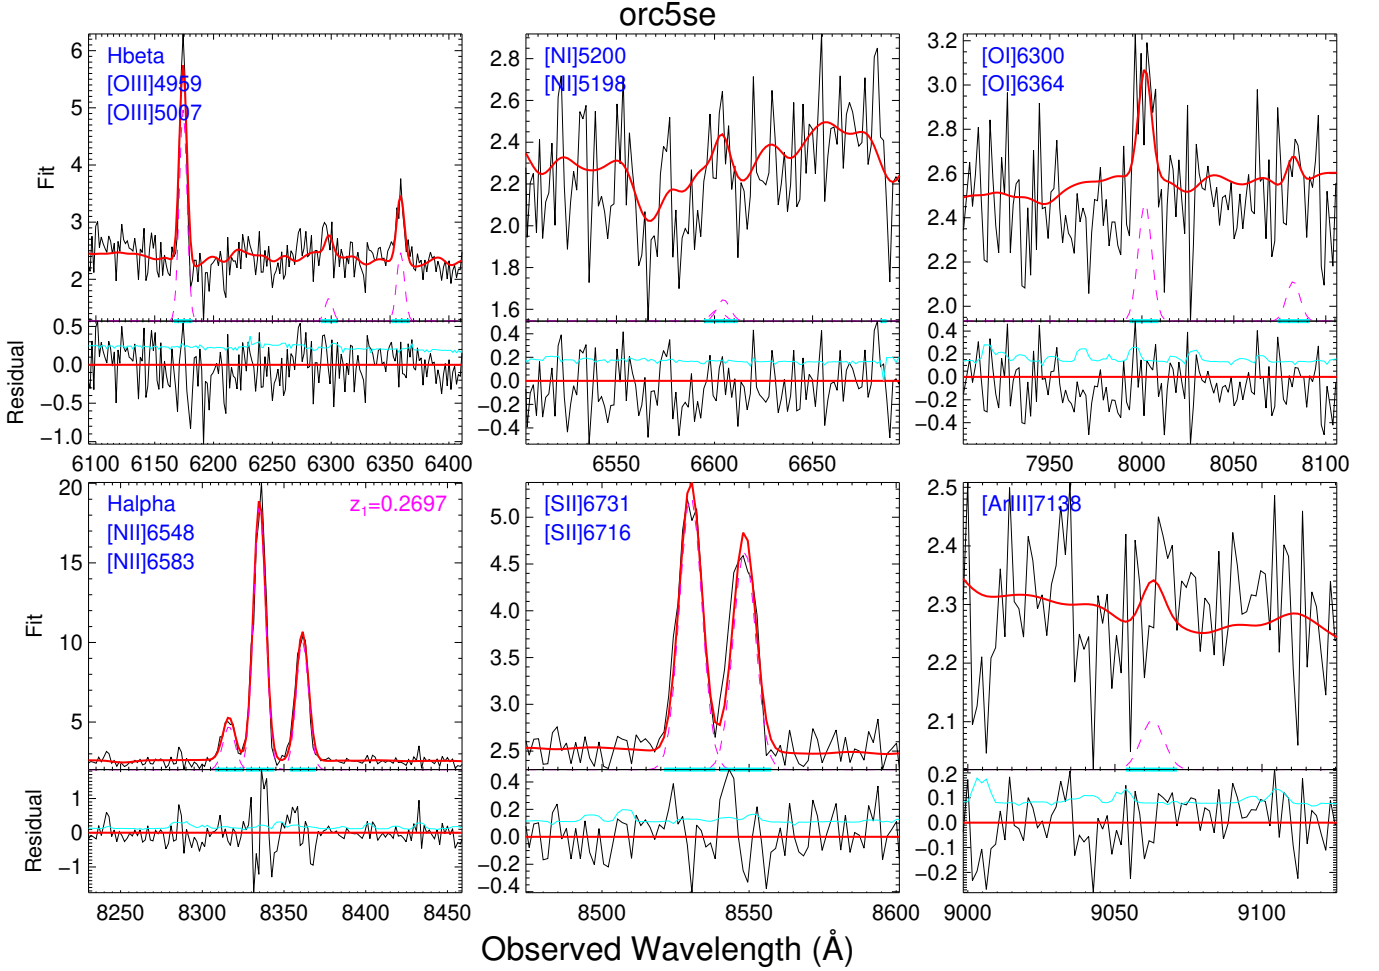 orc5se
Hbeta
[OIII]4959
[OIII]5007
Fit
6
5
4
3
2
Residual
0.5
0.0
−0.5
−1.0
6100 6150 6200 6250 6300 6350 6400
[NI]5200
[NI]5198
2.8
2.6
2.4
2.2
2.0
1.8
1.6
0.4
0.2
0.0
−0.2
−0.4
6550 6600 6650
[OI]6300
[OI]6364
3.2
3.0
2.8
2.6
2.4
2.2
2.0
0.4
0.2
0.0
−0.2
−0.4
7950 8000 8050 8100
Halpha
[NII]6548
[NII]6583
z1=0.2697
Fit
20
15
10
5
Residual
1
0
−1
8250 8300 8350 8400 8450
[SII]6731
[SII]6716
5.0
4.5
4.0
3.5
3.0
2.5
0.4
0.2
0.0
−0.2
−0.4
8500 8550 8600
[ArIII]7138
2.5
2.4
2.3
2.2
2.1
0.2
0.1
0.0
−0.1
−0.2
9000 9050 9100
Observed Wavelength (Å)